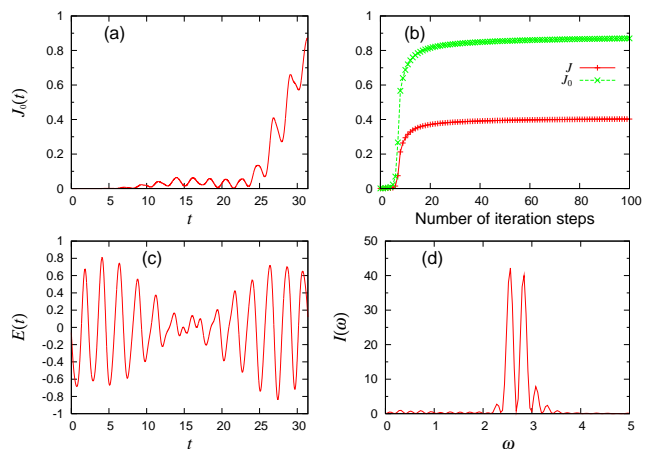 (a)
1
0.8
0.6
0.4
0.2
0
J₀(t)
0 5 10 15 20 25 30
t
(b)
1
0.8
0.6
0.4
0.2
0
J
J₀
0 20 40 60 80 100
Number of iteration steps
(c)
1
0.8
0.6
0.4
0.2
0
-0.2
-0.4
-0.6
-0.8
-1
E(t)
0 5 10 15 20 25 30
t
(d)
50
40
30
20
10
0
I(ω)
0 1 2 3 4 5
ω